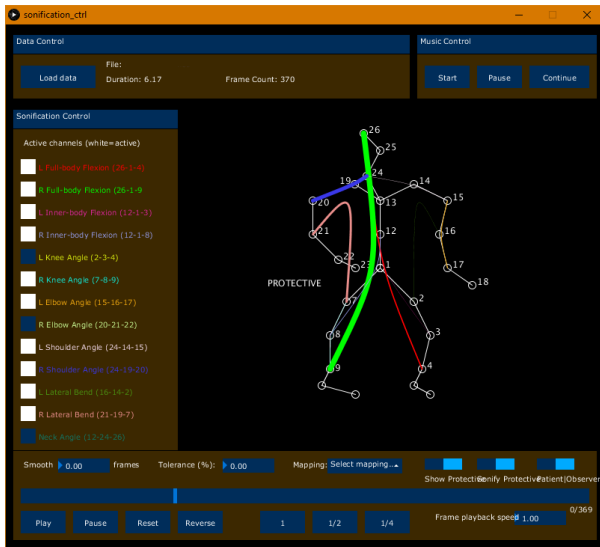 sonification_ctrl
Data Control
Load data
File:
Duration: 6.17
Frame Count: 370
Music Control
Start
Pause
Continue
Sonification Control
Active channels (white=active)
L Full-body Flexion (26-1-4)
R Full-body Flexion (26-1-9
L Inner-body Flexion (12-1-3)
R Inner-body Flexion (12-1-8)
L Knee Angle (2-3-4)
R Knee Angle (7-8-9)
L Elbow Angle (15-16-17)
R Elbow Angle (20-21-22)
L Shoulder Angle (24-14-15)
R Shoulder Angle (24-19-20)
L Lateral Bend (16-14-2)
R Lateral Bend (21-19-7)
Neck Angle (12-24-26)
26
25
24
19
14
20
13
15
21
12
16
22
23
1
17
18
PROTECTIVE
7
2
8
3
9
4
Smooth 0.00 frames
Tolerance (%): 0.00
Mapping: Select mapping...
Show Protective
Sonify Protective
Patient|Observer
0/369
Play
Pause
Reset
Reverse
1
1/2
1/4
Frame playback speed 1.00